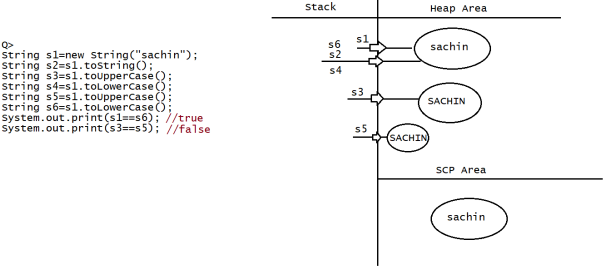 Stack
Heap Area
Q>
String s1=new String("sachin");
String s2=s1.toString();
String s3=s1.toUpperCase();
String s4=s1.toLowerCase();
String s5=s1.toUpperCase();
String s6=s1.toLowerCase();
System.out.print(s1==s6); //true
System.out.print(s3==s5); //false
s6
s1
s2
s4
sachin
s3
SACHIN
s5
SACHIN
SCP Area
sachin